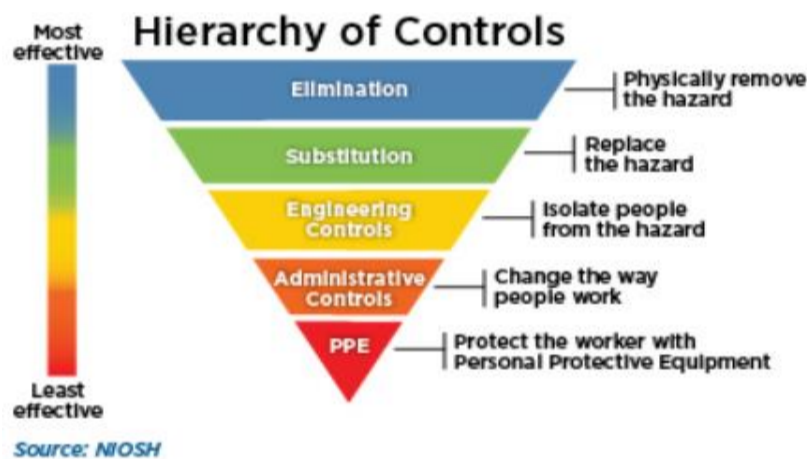 Hierarchy of Controls
Most
effective
Elimination
Physically remove
the hazard
Substitution
Replace
the hazard
Engineering
Controls
Isolate people
from the hazard
Administrative
Controls
Change the way
people work
PPE
Protect the worker with
Personal Protective Equipment
Least
effective
Source: NIOSH